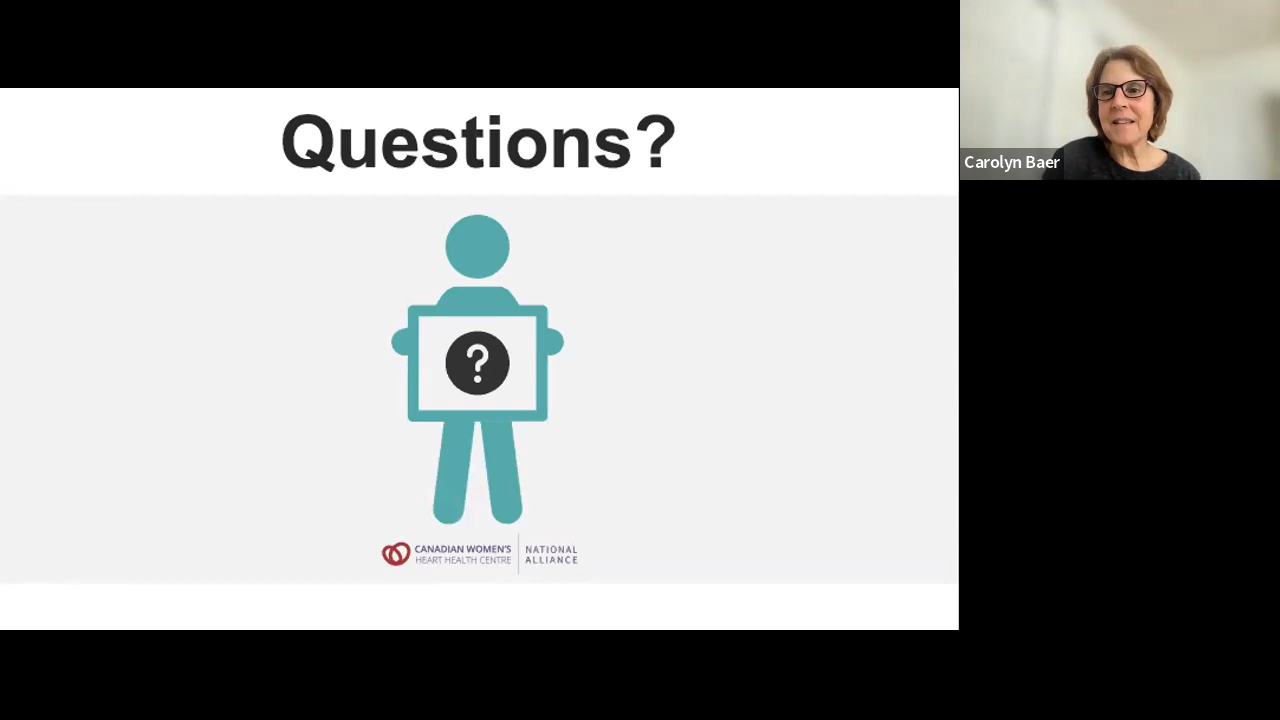 Questions?
Carolyn Baer
?
CANADIAN WOMEN'S
HEART HEALTH CENTRE
NATIONAL
ALLIANCE